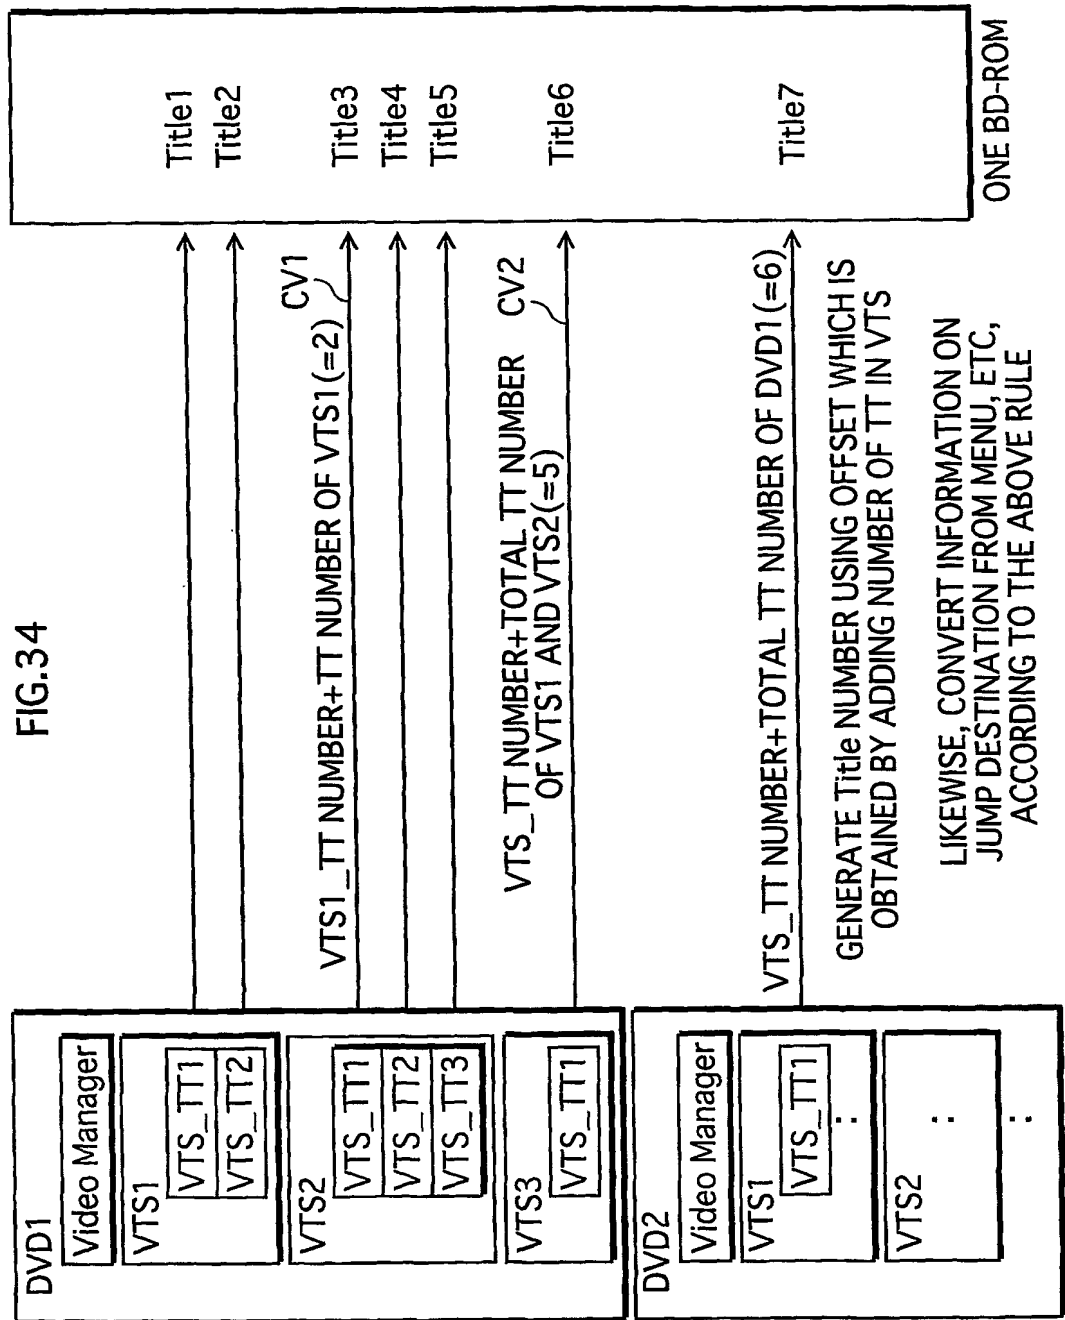 FIG.34
DVD1
Video Manager
VTS1
VTS_TT1
VTS_TT2
VTS2
VTS_TT1
VTS_TT2
VTS_TT3
VTS3
VTS_TT1
DVD2
Video Manager
VTS1
VTS_TT1
:
VTS2
:
:
VTS1_TT NUMBER+TT NUMBER OF VTS1(=2)
CV1
VTS_TT NUMBER+TOTAL TT NUMBER
OF VTS1 AND VTS2(=5)
CV2
VTS_TT NUMBER+TOTAL TT NUMBER OF DVD1(=6)
GENERATE Title NUMBER USING OFFSET WHICH IS
OBTAINED BY ADDING NUMBER OF TT IN VTS
LIKEWISE, CONVERT INFORMATION ON
JUMP DESTINATION FROM MENU, ETC,
ACCORDING TO THE ABOVE RULE
Title1
Title2
Title3
Title4
Title5
Title6
Title7
ONE BD-ROM